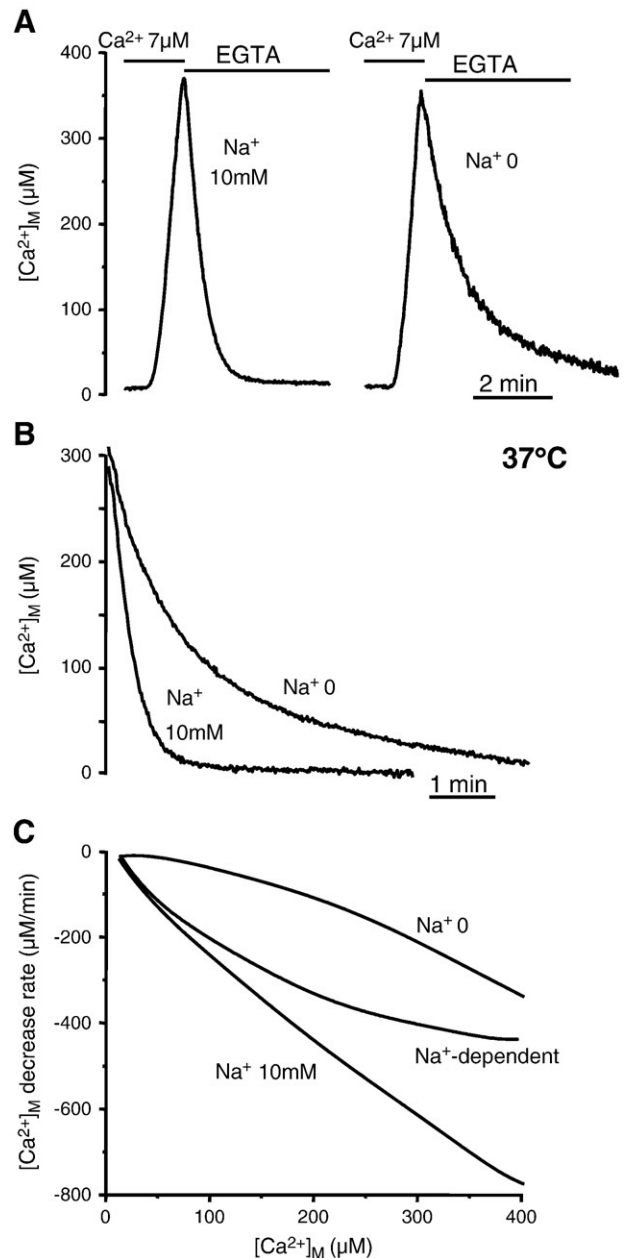 A
Ca²⁺ 7µM
EGTA
Ca²⁺ 7µM
EGTA
400
300
200
100
0
[Ca²⁺]M (µM)
Na⁺
10mM
Na⁺ 0
2 min
B
37°C
300
200
100
0
[Ca²⁺]M (µM)
Na⁺
10mM
Na⁺ 0
1 min
C
0
-200
-400
-600
-800
[Ca²⁺]M decrease rate (µM/min)
Na⁺ 0
Na⁺-dependent
Na⁺ 10mM
0
100
200
300
400
[Ca²⁺]M (µM)